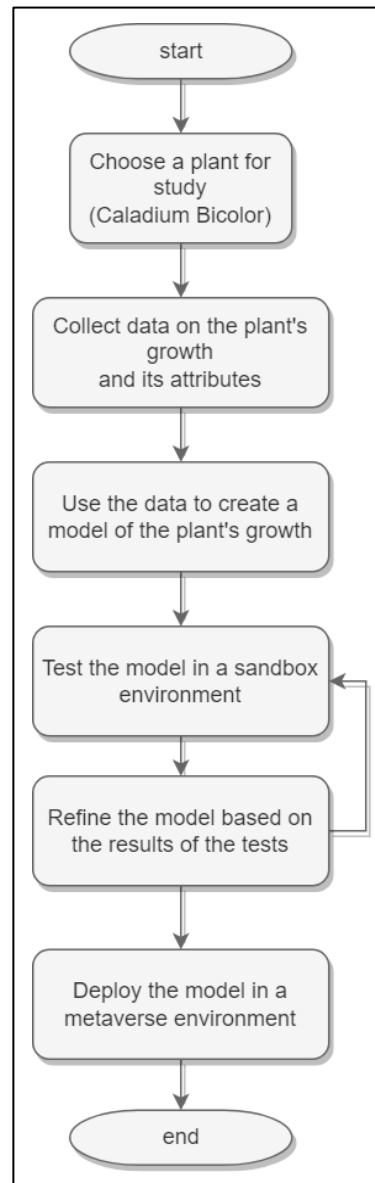 start
Choose a plant for
study
(Caladium Bicolor)
Collect data on the plant's
growth
and its attributes
Use the data to create a
model of the plant's growth
Test the model in a sandbox
environment
Refine the model based on
the results of the tests
Deploy the model in a
metaverse environment
end